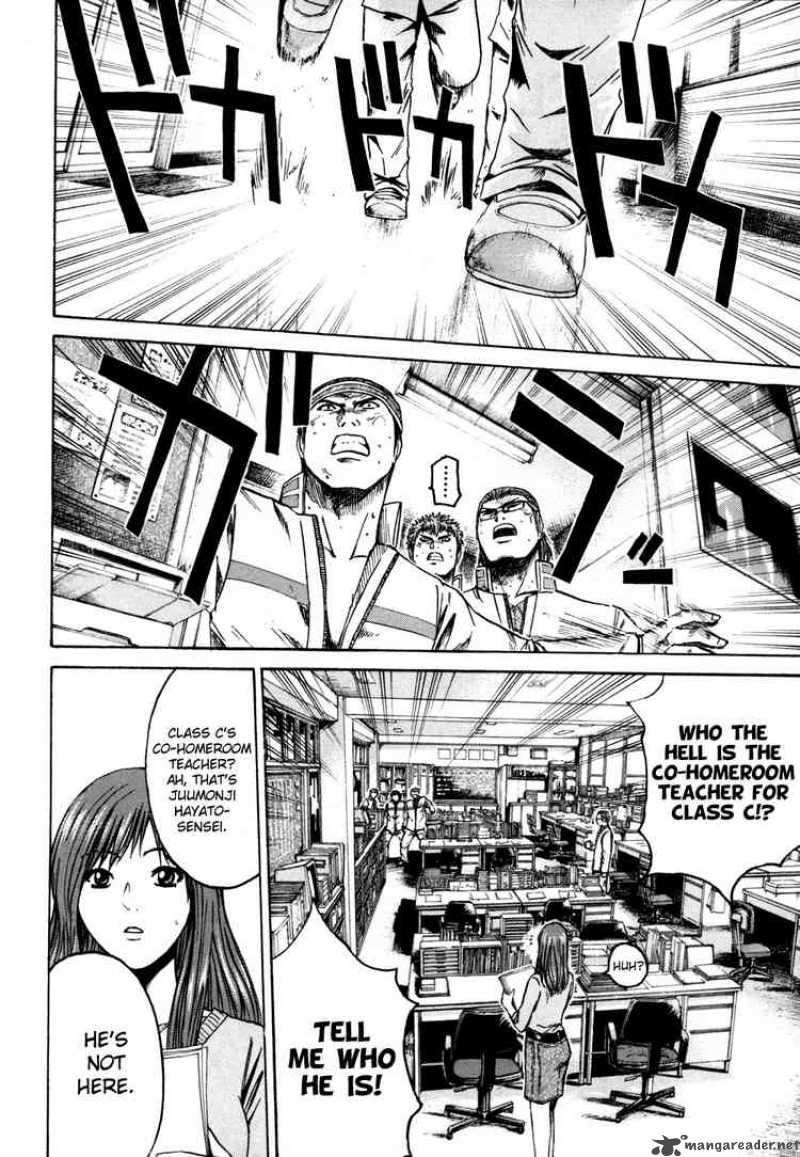 ドカ
ドカ
ドカ
ガラッ
......
WHO THE
HELL IS THE
CO-HOMEROOM
TEACHER FOR
CLASS C!?
HUH?
TELL
ME WHO
HE IS!
CLASS C'S
CO-HOMEROOM
TEACHER?
AH, THAT'S
JUUMONJI
HAYATO-
SENSEI.
HE'S
NOT
HERE.
mangareader.net